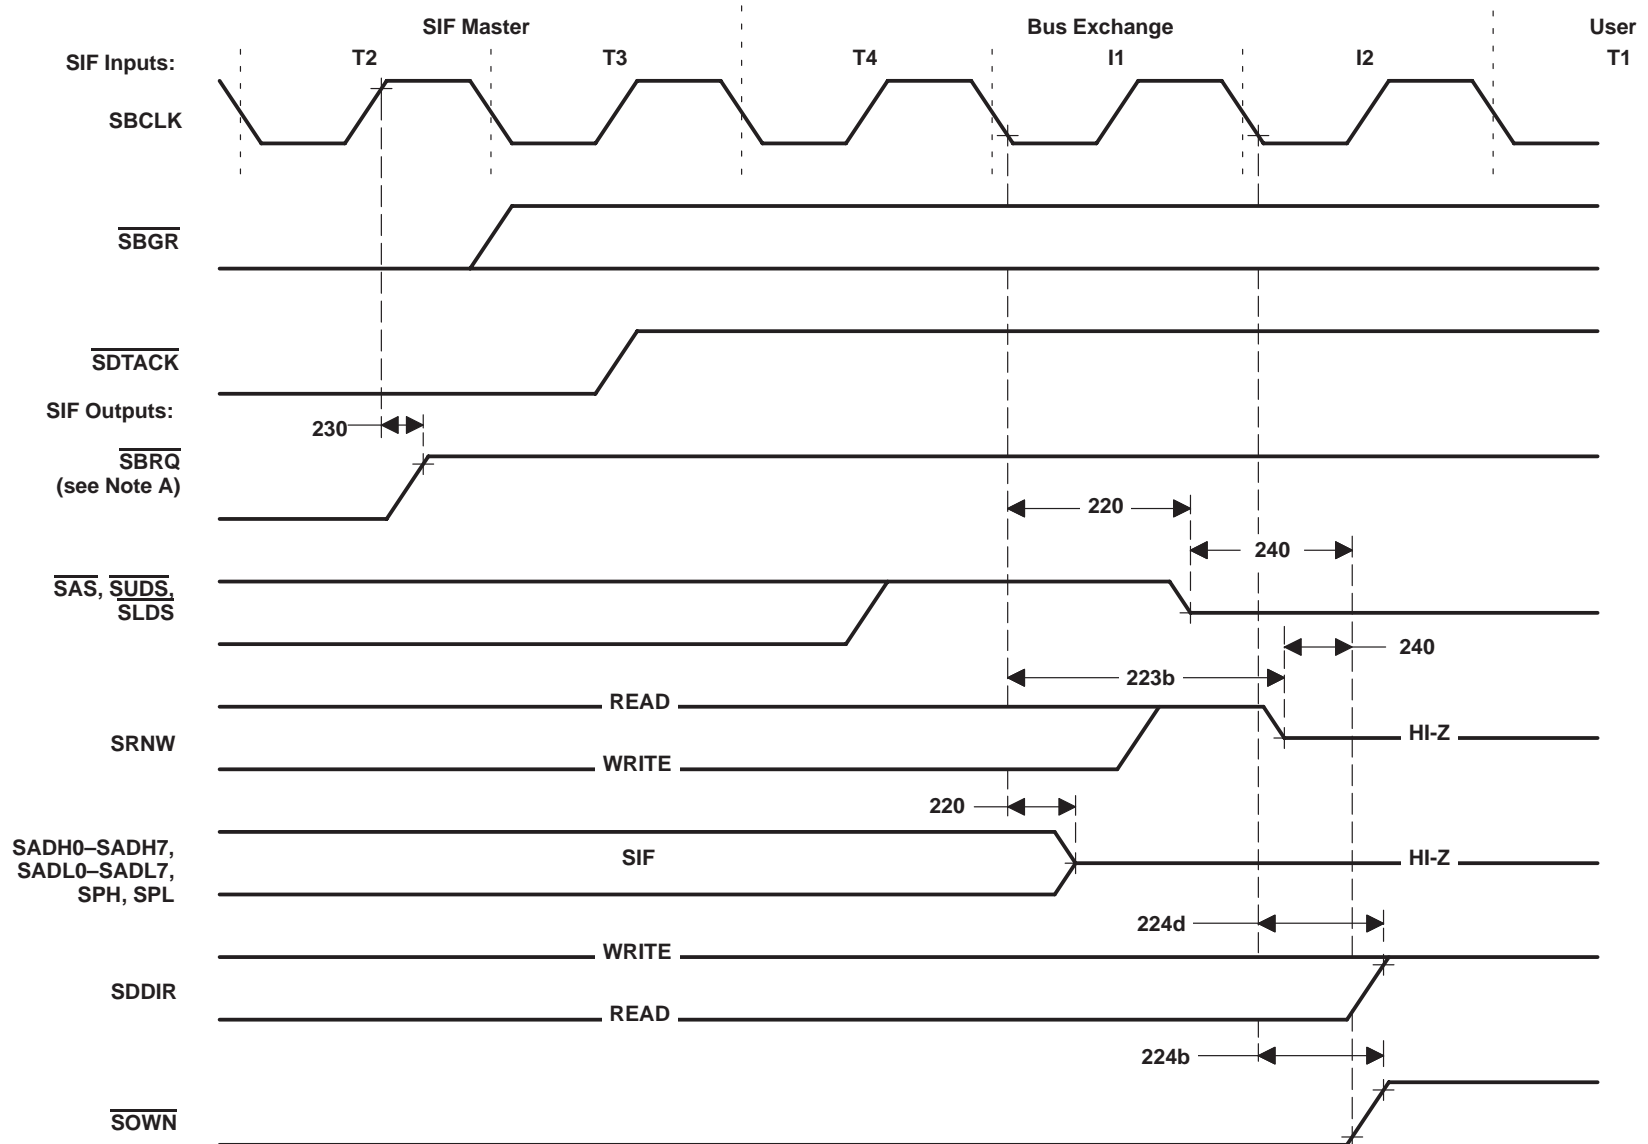 SIF Master
Bus Exchange
User
SIF Inputs:
T2
T3
T4
I1
I2
T1
SBCLK
SBGR
SDTACK
SIF Outputs:
230
SBRQ
(see Note A)
220
240
SAS, SUDS,
SLDS
240
223b
READ
SRNW
HI-Z
WRITE
220
SADH0–SADH7,
SADL0–SADL7,
SPH, SPL
SIF
HI-Z
224d
WRITE
SDDIR
READ
224b
SOWN